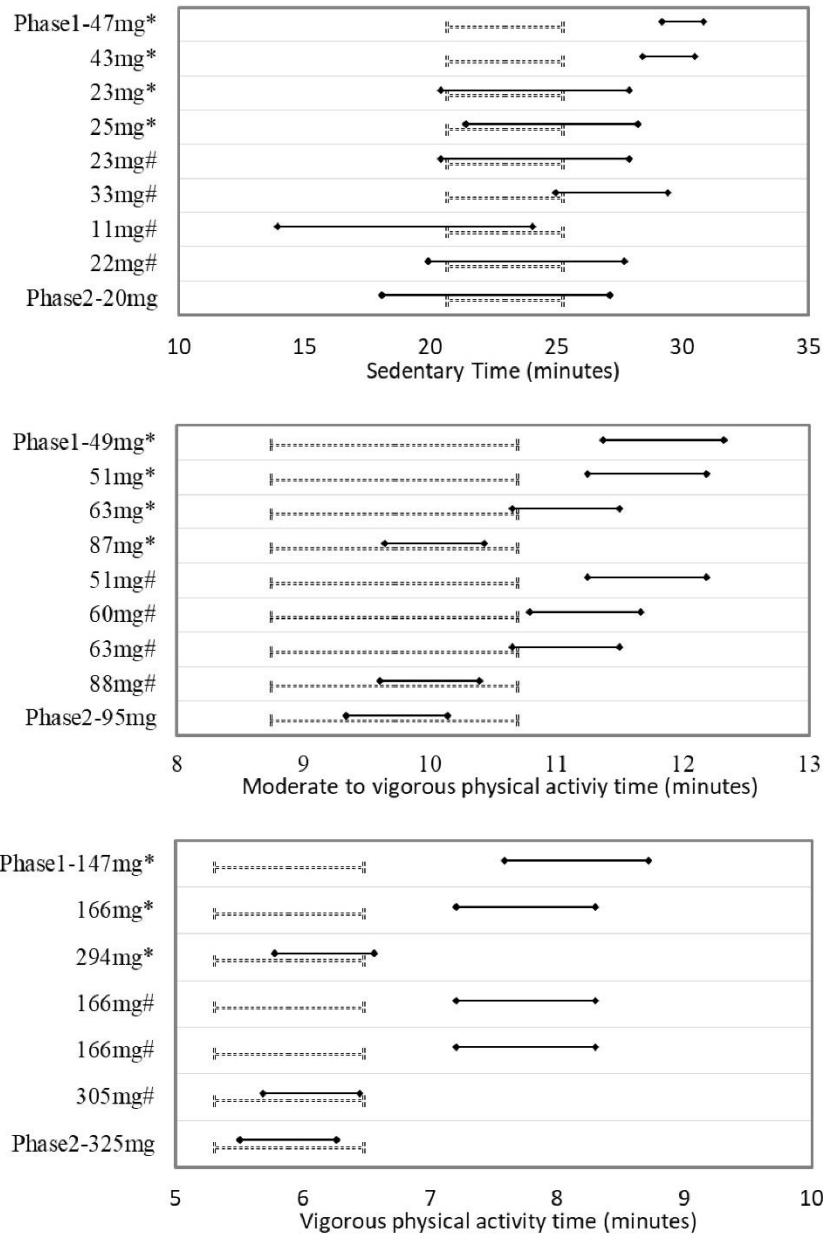 Phase1-47mg*
43mg*
23mg*
25mg*
23mg#
33mg#
11mg#
22mg#
Phase2-20mg
10 15 20 25 30 35
Sedentary Time (minutes)
Phase1-49mg*
51mg*
63mg*
87mg*
51mg#
60mg#
63mg#
88mg#
Phase2-95mg
8 9 10 11 12 13
Moderate to vigorous physical activiy time (minutes)
Phase1-147mg*
166mg*
294mg*
166mg#
166mg#
305mg#
Phase2-325mg
5 6 7 8 9 10
Vigorous physical activity time (minutes)